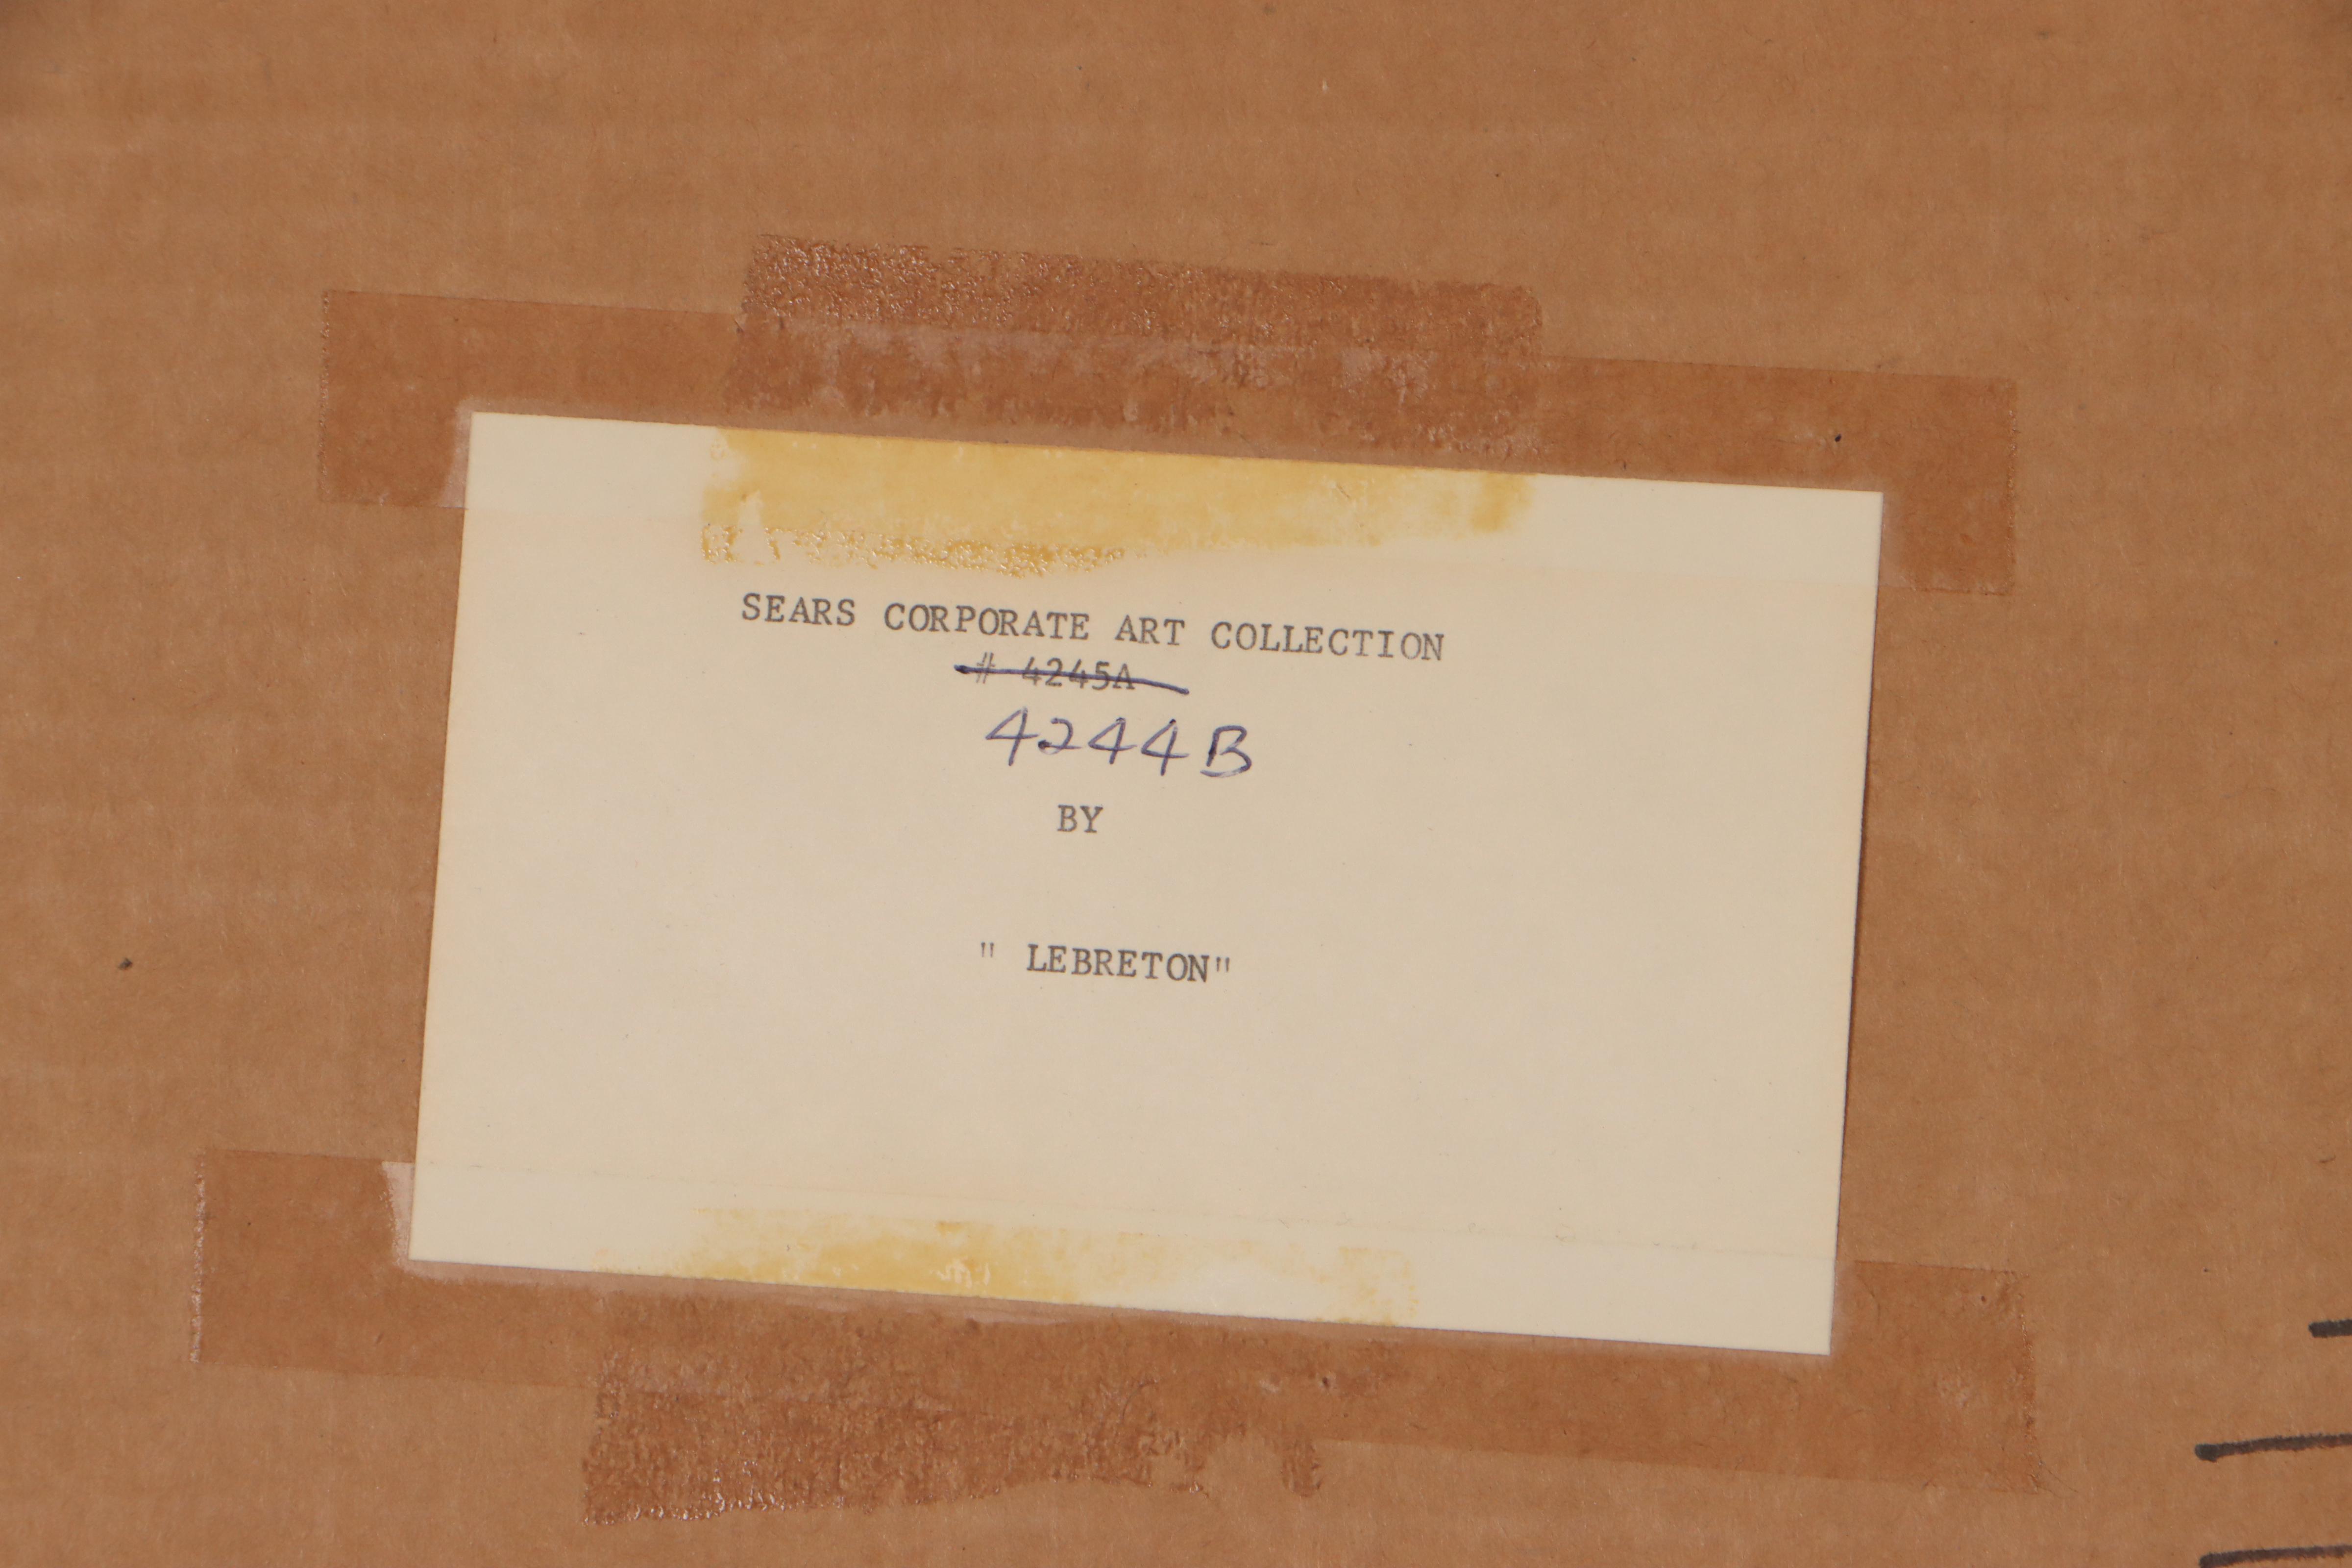 SEARS CORPORATE ART COLLECTION
# 4245A
4244B
BY
" LEBRETON"